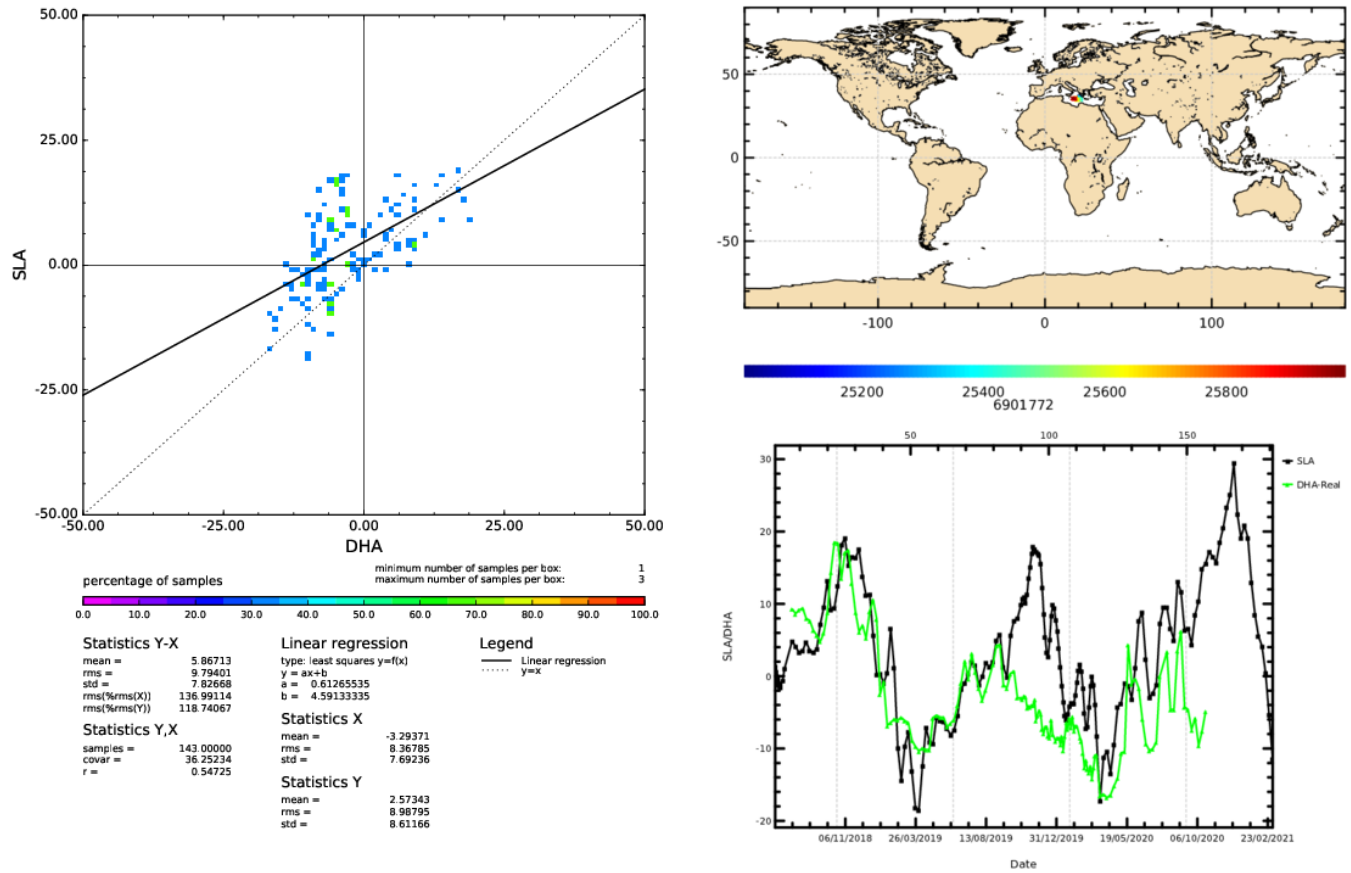 50.00
25.00
0.00
-25.00
-50.00
SLA
-50.00 -25.00 0.00 25.00 50.00
DHA
minimum number of samples per box: 1
maximum number of samples per box: 3
percentage of samples
0.0 10.0 20.0 30.0 40.0 50.0 60.0 70.0 80.0 90.0 100.0
Statistics Y-X
mean = 5.86713
rms = 9.79401
std = 7.82668
rms(%rms(X)) 136.99114
rms(%rms(Y)) 118.74067
Statistics Y,X
samples = 143.00000
covar = 36.25234
r = 0.54725
Linear regression
type: least squares y=f(x)
y = ax+b
a = 0.61265535
b = 4.59133335
Statistics X
mean = -3.29371
rms = 8.36785
std = 7.69236
Statistics Y
mean = 2.57343
rms = 8.98795
std = 8.61166
Legend
Linear regression
y=x
50
0
-50
-100 0 100
25200 25400 25600 25800
6901772
50 100 150
30
20
10
0
-10
-20
SLA/DHA
SLA
DHA-Real
06/11/2018 26/03/2019 13/08/2019 31/12/2019 19/05/2020 06/10/2020 23/02/2021
Date